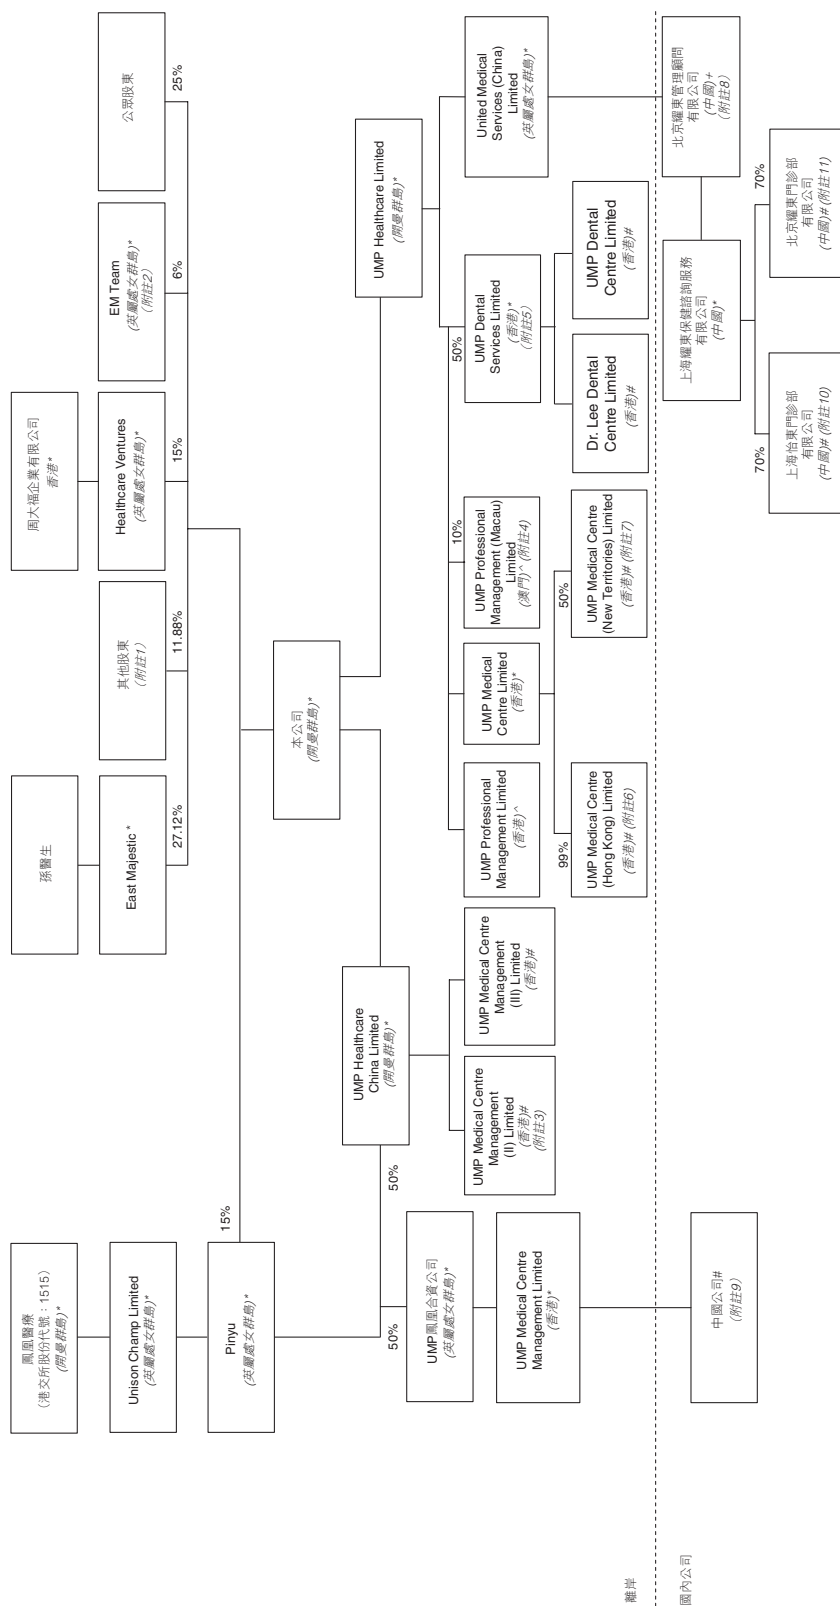 鳳凰醫療
（港交所股份代號：1515）
(開曼群島)*
Unison Champ Limited
(英屬處女群島)*
Pinyu
(英屬處女群島)*
15%
孫醫生
East Majestic *
27.12%
其他股東
（附註1）
11.88%
周大福企業有限公司
香港*
Healthcare Ventures
(英屬處女群島)*
15%
EM Team
(英屬處女群島)*
（附註2）
6%
公眾股東
25%
本公司
(開曼群島)*
UMP Healthcare
China Limited
(開曼群島)*
UMP Healthcare Limited
(開曼群島)*
50%
50%
UMP鳳凰合資公司
(英屬處女群島)*
UMP Medical Centre
Management Limited
(香港)*
UMP Medical Centre
Management
(II) Limited
(香港)#
(附註3)
UMP Medical Centre
Management
(III) Limited
(香港)#
UMP Professional
Management Limited
(香港)^
UMP Medical
Centre Limited
(香港)*
10%
UMP Professional
Management (Macau)
Limited
(澳門)^ (附註4)
50%
UMP Dental
Services Limited
(香港)*
(附註5)
United Medical
Services (China)
Limited
(英屬處女群島)*
99%
UMP Medical Centre
(Hong Kong) Limited
(香港)# (附註6)
50%
UMP Medical Centre
(New Territories) Limited
(香港)# (附註7)
Dr. Lee Dental
Centre Limited
(香港)#
UMP Dental
Centre Limited
(香港)#
離岸
國內公司
中國公司#
(附註9)
上海耀東保健諮詢服務
有限公司
(中國)*
北京耀東管理顧問
有限公司
(中國)+
(附註8)
70%
上海怡東門診部
有限公司
(中國)# (附註10)
70%
北京耀東門診部
有限公司
(中國)# (附註11)